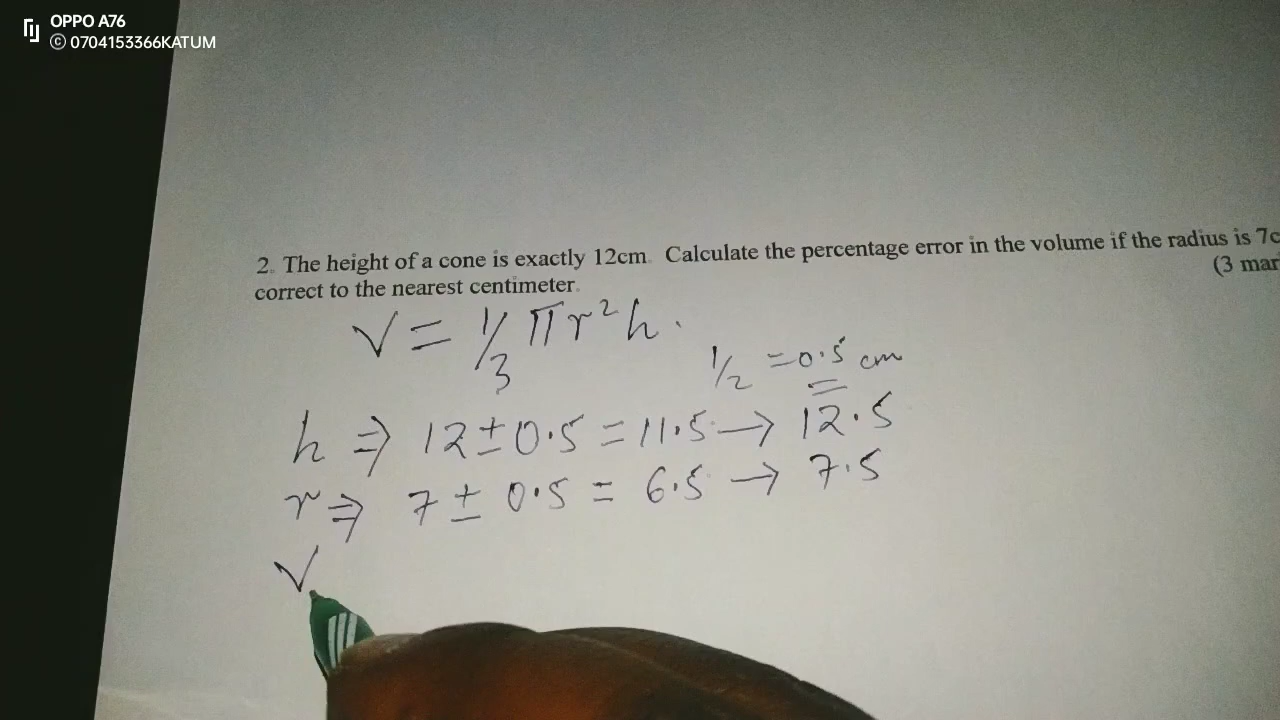 OPPO A76
© 0704153366KATUM
2. The height of a cone is exactly 12cm. Calculate the percentage error in the volume if the radius is 7c
(3 mar
correct to the nearest centimeter.
V = 1/3 πr²h.
1/2 = 0.5 cm
h ⇒ 12 ± 0.5 = 11.5 → 12.5
r ⇒ 7 ± 0.5 = 6.5 → 7.5
V